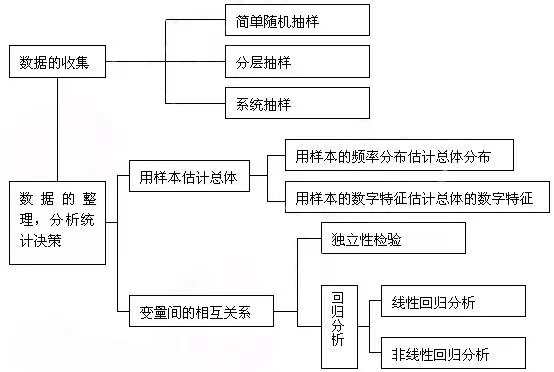 简单随机抽样
数据的收集
分层抽样
系统抽样
用样本的频率分布估计总体分布
用样本估计总体
数据的整
理，分析统
计决策
用样本的数字特征估计总体的数字特征
独立性检验
变量间的相互关系
回归分析
线性回归分析
非线性回归分析